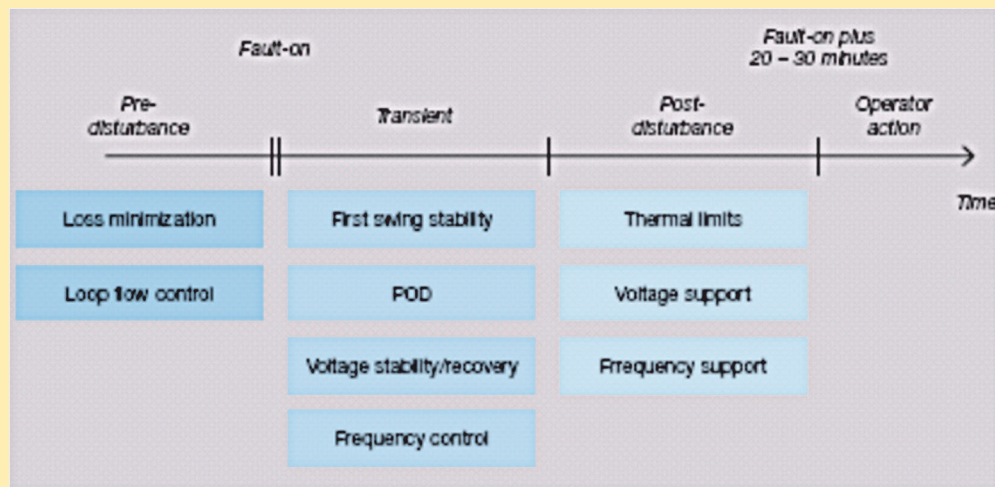 Fault-on
Fault-on plus
20 – 30 minutes
Pre-
disturbance
Transient
Post-
disturbance
Operator
action
Time
Loss minimization
First swing stability
Thermal limits
Loop flow control
POD
Voltage support
Voltage stability/recovery
Frrequency support
Frequency control